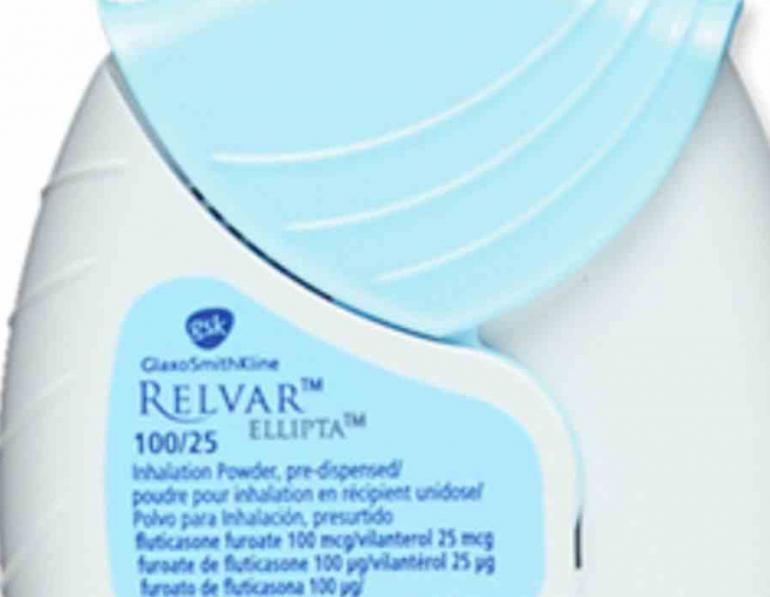 gsk
GlaxoSmithKline
RELVAR™
ELLIPTA™
100/25
Inhalation Powder, pre-dispensed/
poudre pour inhalation en récipient unidose/
Polvo para Inhalación, presurtido
fluticasone furoate 100 mcg/vilanterol 25 mcg
furoate de fluticasone 100 µg/vilantérol 25 µg
furoato de fluticasona 100 µg/